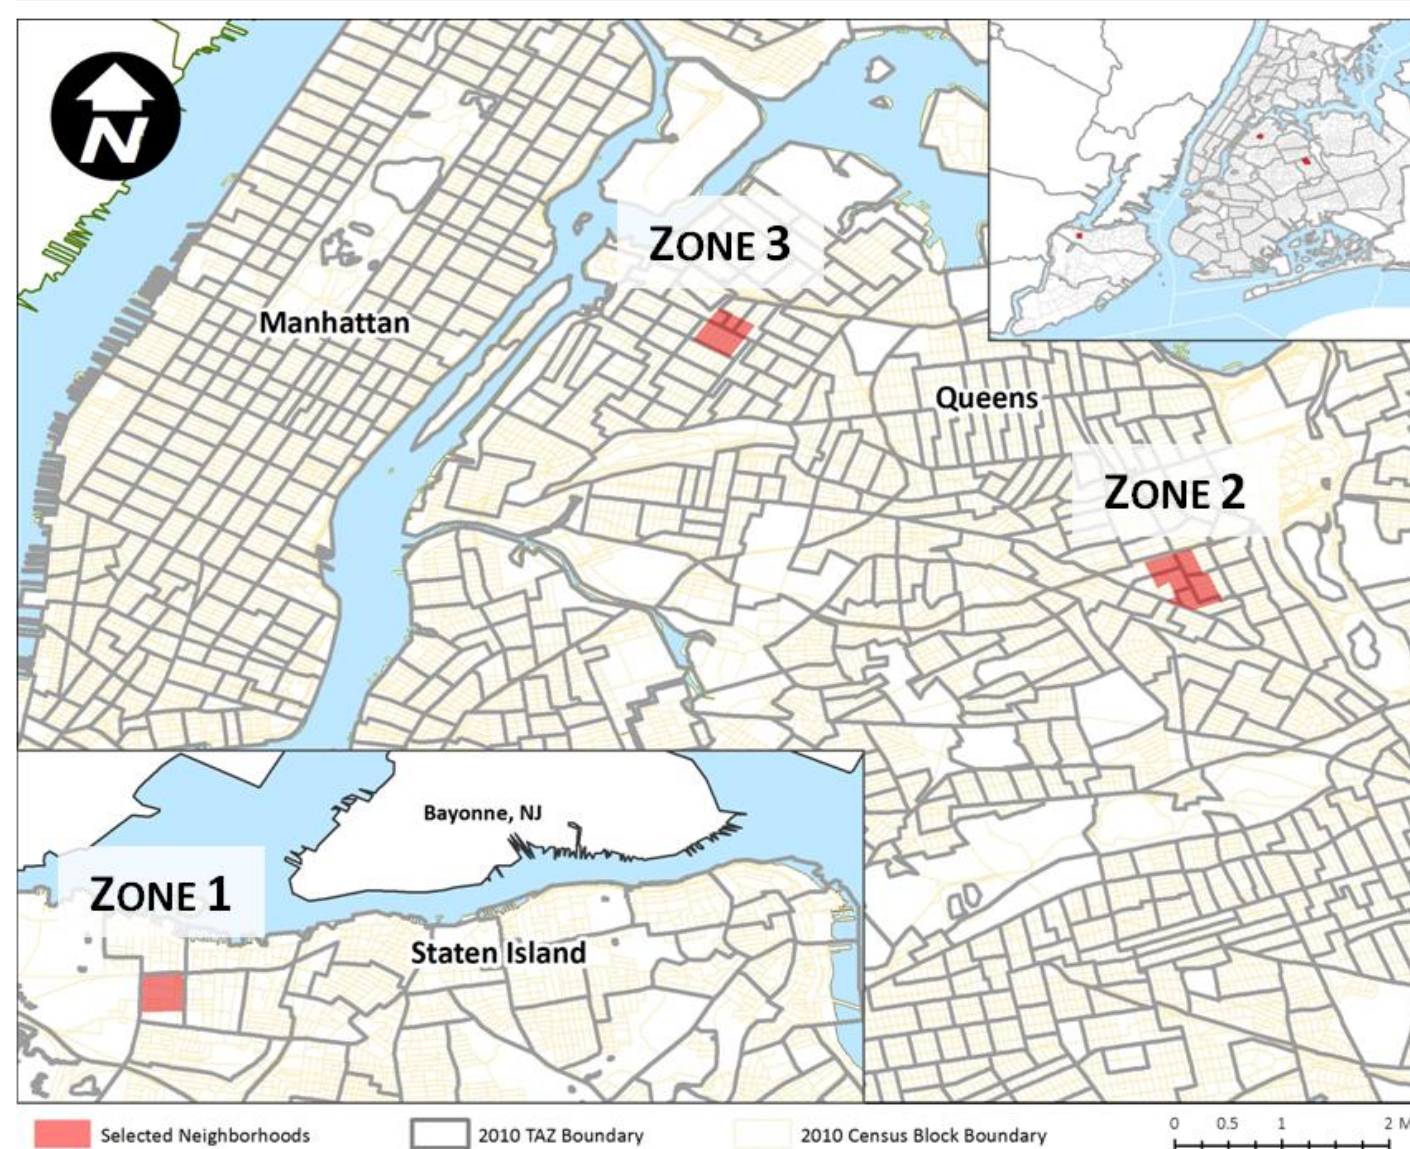 N
ZONE 3
Manhattan
Queens
ZONE 2
Bayonne, NJ
ZONE 1
Staten Island
Selected Neighborhoods
2010 TAZ Boundary
2010 Census Block Boundary
0 0.5 1 2 M